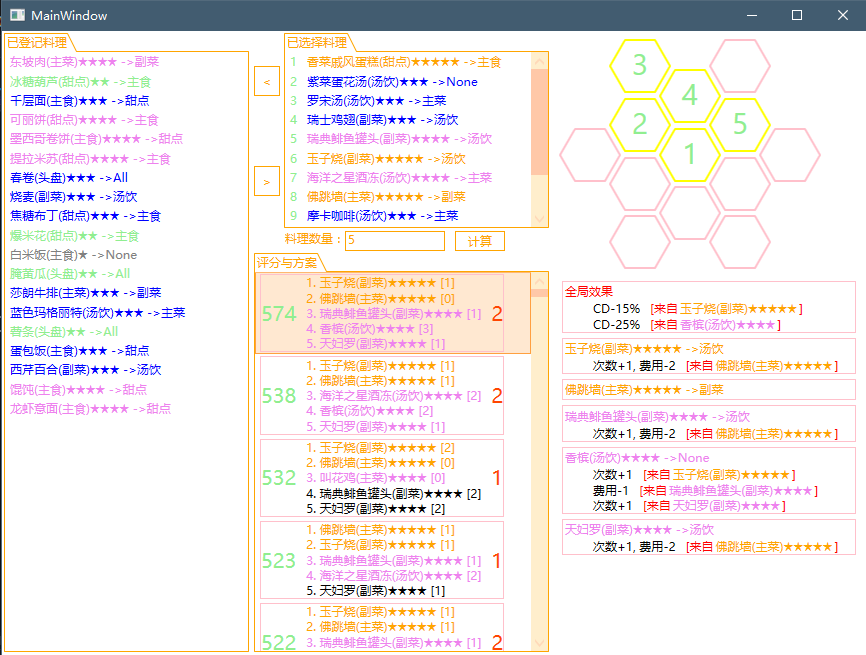 MainWindow
已登记料理
东坡肉(主菜)★★★★ ->副菜
冰糖葫芦(甜点)★★ ->主食
千层面(主食)★★★ ->甜点
可丽饼(甜点)★★★★ ->主食
墨西哥卷饼(主食)★★★★ ->甜点
提拉米苏(甜点)★★★★ ->主食
春卷(头盘)★★★ ->All
烧麦(副菜)★★★ ->汤饮
焦糖布丁(甜点)★★★ ->主食
爆米花(甜点)★★ ->主食
白米饭(主食)★ ->None
腌黄瓜(头盘)★★ ->All
莎朗牛排(主菜)★★★ ->副菜
蓝色玛格丽特(汤饮)★★★ ->主菜
薯条(头盘)★★ ->All
蛋包饭(主食)★★★ ->甜点
西芹百合(副菜)★★★ ->汤饮
馄饨(主食)★★★★ ->甜点
龙虾意面(主食)★★★★ ->甜点
<
>
已选择料理
1 香菜戚风蛋糕(甜点)★★★★★ ->主食
2 紫菜蛋花汤(汤饮)★★★ ->None
3 罗宋汤(汤饮)★★★ ->主菜
4 瑞士鸡翅(副菜)★★★ ->汤饮
5 瑞典鲱鱼罐头(副菜)★★★★ ->汤饮
6 玉子烧(副菜)★★★★★ ->汤饮
7 海洋之星酒冻(汤饮)★★★★ ->主菜
8 佛跳墙(主菜)★★★★★ ->副菜
9 摩卡咖啡(汤饮)★★★ ->主菜
料理数量：5
计算
评分与方案
574
1. 玉子烧(副菜)★★★★★ [1]
2. 佛跳墙(主菜)★★★★★ [0]
3. 瑞典鲱鱼罐头(副菜)★★★★ [1]
4. 香槟(汤饮)★★★★ [3]
5. 天妇罗(副菜)★★★★ [1]
2
538
1. 玉子烧(副菜)★★★★★ [1]
2. 佛跳墙(主菜)★★★★★ [1]
3. 海洋之星酒冻(汤饮)★★★★ [2]
4. 香槟(汤饮)★★★★ [2]
5. 天妇罗(副菜)★★★★ [1]
2
532
1. 玉子烧(副菜)★★★★★ [2]
2. 佛跳墙(主菜)★★★★★ [0]
3. 叫花鸡(主菜)★★★★ [0]
4. 瑞典鲱鱼罐头(副菜)★★★★ [2]
5. 天妇罗(副菜)★★★★ [2]
1
523
1. 佛跳墙(主菜)★★★★★ [1]
2. 玉子烧(副菜)★★★★★ [1]
3. 瑞典鲱鱼罐头(副菜)★★★★ [1]
4. 海洋之星酒冻(汤饮)★★★★ [2]
5. 天妇罗(副菜)★★★★ [1]
1
522
1. 玉子烧(副菜)★★★★★ [1]
2. 佛跳墙(主菜)★★★★★ [1]
3. 瑞典鲱鱼罐头(副菜)★★★★ [1]
2
3
4
2
5
1
全局效果
CD-15% [来自 玉子烧(副菜)★★★★★ ]
CD-25% [来自 香槟(汤饮)★★★★ ]
玉子烧(副菜)★★★★★ ->汤饮
次数+1, 费用-2 [来自 佛跳墙(主菜)★★★★★ ]
佛跳墙(主菜)★★★★★ ->副菜
瑞典鲱鱼罐头(副菜)★★★★ ->汤饮
次数+1, 费用-2 [来自 佛跳墙(主菜)★★★★★ ]
香槟(汤饮)★★★★ ->None
次数+1 [来自 玉子烧(副菜)★★★★★ ]
费用-1 [来自 瑞典鲱鱼罐头(副菜)★★★★ ]
次数+1 [来自 天妇罗(副菜)★★★★ ]
天妇罗(副菜)★★★★ ->汤饮
次数+1, 费用-2 [来自 佛跳墙(主菜)★★★★★ ]